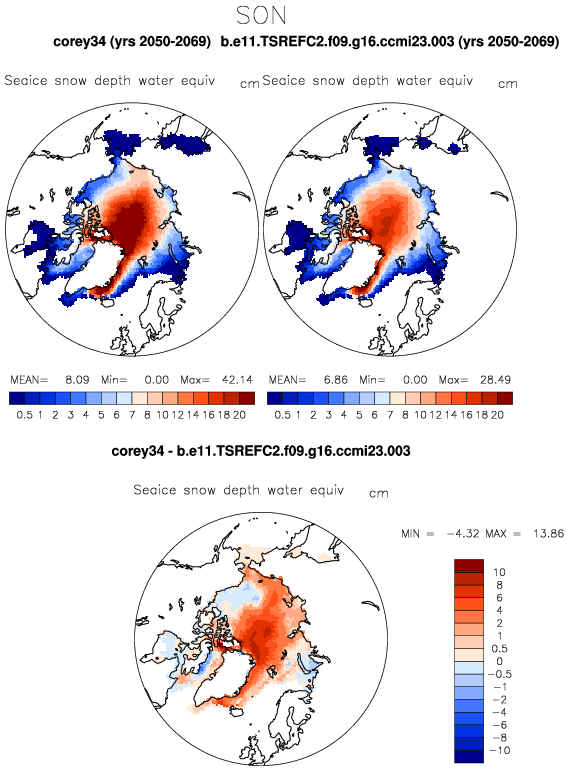 SON
corey34 (yrs 2050-2069) b.e11.TSREFC2.f09.g16.ccmi23.003 (yrs 2050-2069)
Seaice snow depth water equiv cm Seaice snow depth water equiv cm
MEAN= 8.09 Min= 0.00 Max= 42.14 MEAN= 6.86 Min= 0.00 Max= 28.49
0.5 1 2 3 4 5 6 7 8 10 12 14 16 18 20 0.5 1 2 3 4 5 6 7 8 10 12 14 16 18 20
corey34 - b.e11.TSREFC2.f09.g16.ccmi23.003
Seaice snow depth water equiv cm
MIN = -4.32 MAX = 13.86
10
8
6
4
2
1
0.5
0
-0.5
-1
-2
-4
-6
-8
-10